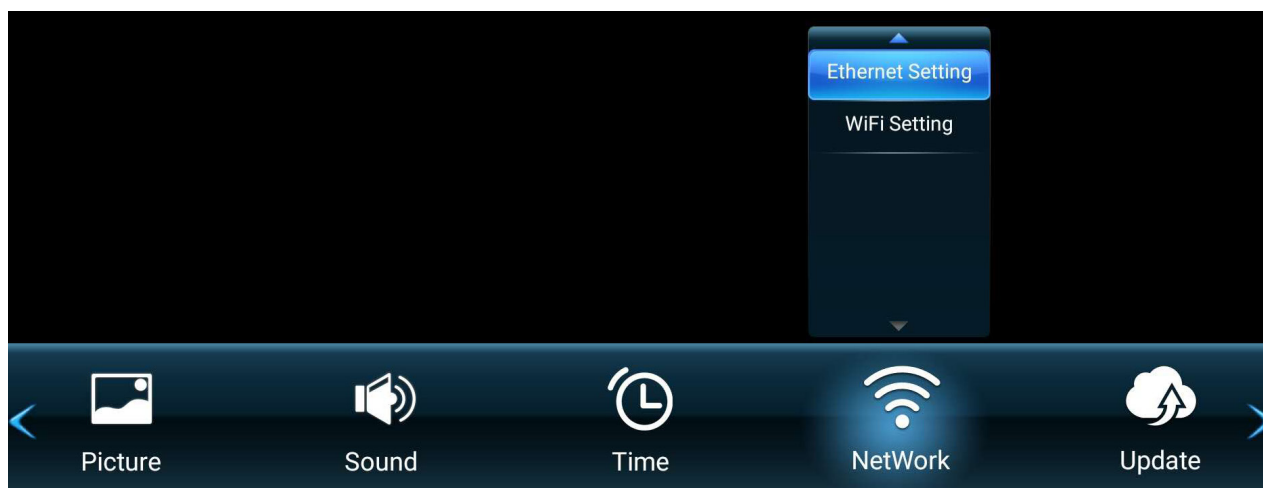 Ethernet Setting
WiFi Setting
Picture
Sound
Time
NetWork
Update